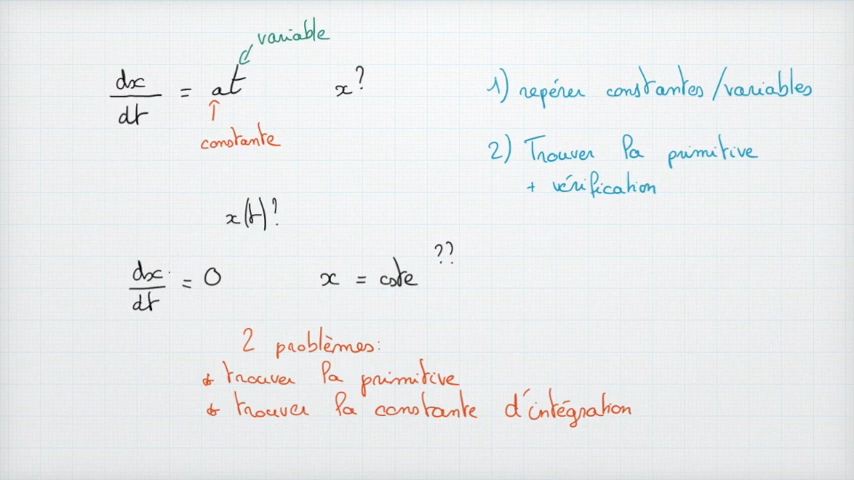 variable
dx/dt = at
x?
constante
1) repérer constantes/variables
2) Trouver la primitive
+ vérification
x(t)?
dx/dt = 0
x = cste ??
2 problèmes:
* trouver la primitive
* trouver la constante d'intégration